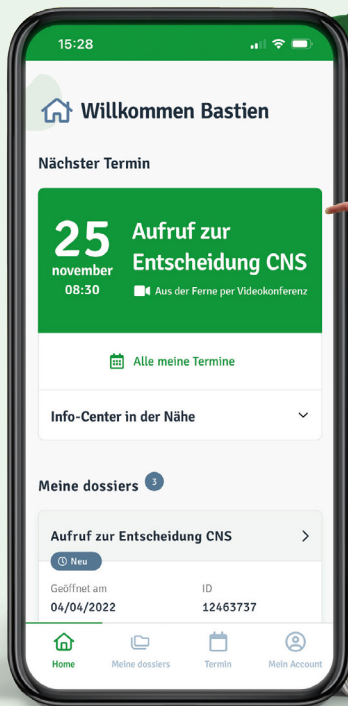 15:28
Willkommen Bastien
Nächster Termin
25
november
08:30
Aufruf zur
Entscheidung CNS
Aus der Ferne per Videokonferenz
Alle meine Termine
Info-Center in der Nähe
Meine dossiers 3
Aufruf zur Entscheidung CNS
Neu
Geöffnet am
04/04/2022
ID
12463737
Home
Meine dossiers
Termin
Mein Account